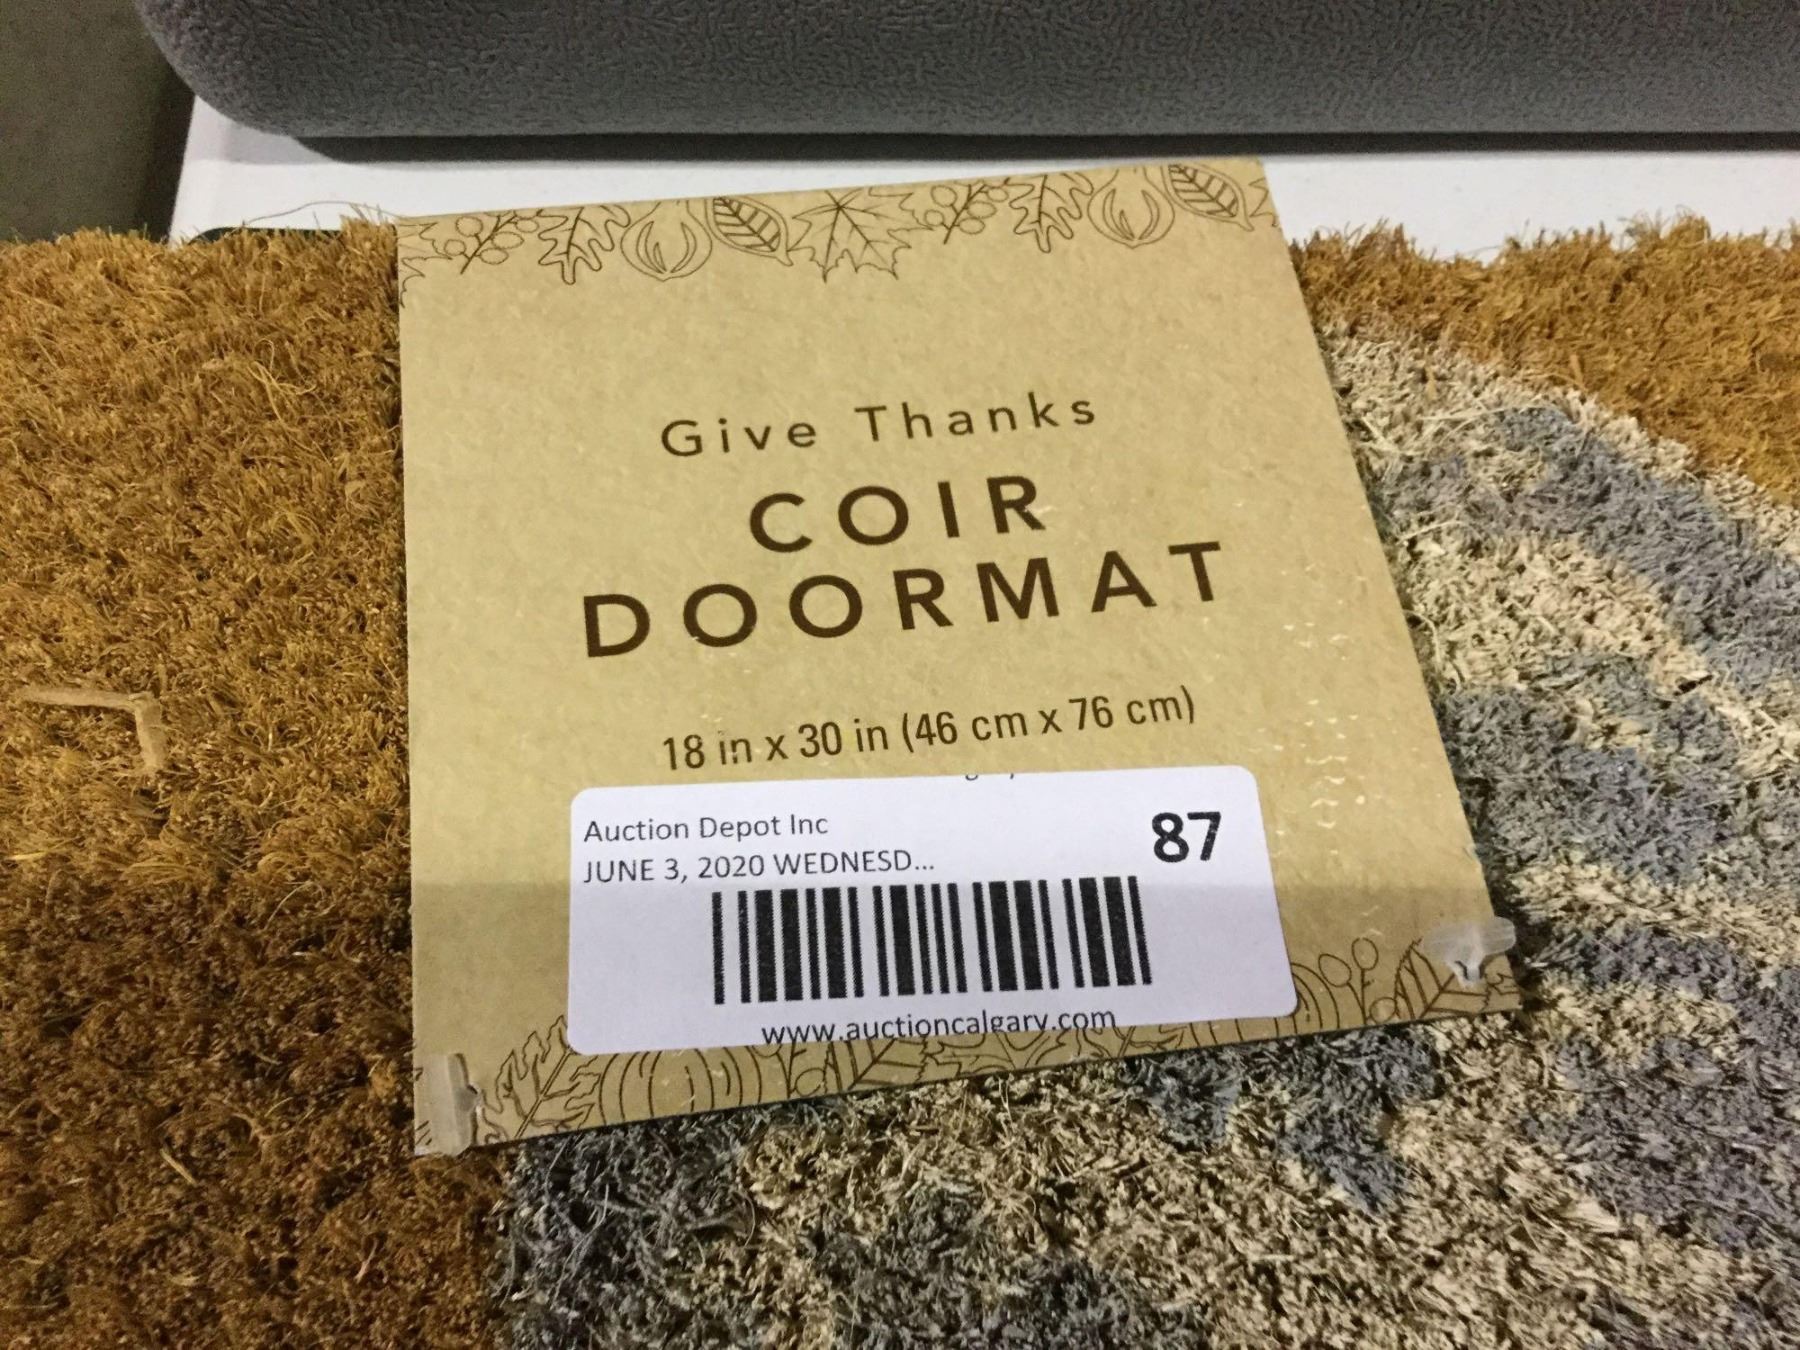 Give Thanks
COIR
DOORMAT
18 in x 30 in (46 cm x 76 cm)
Auction Depot Inc
87
JUNE 3, 2020 WEDNESD...
www.auctioncalgary.com